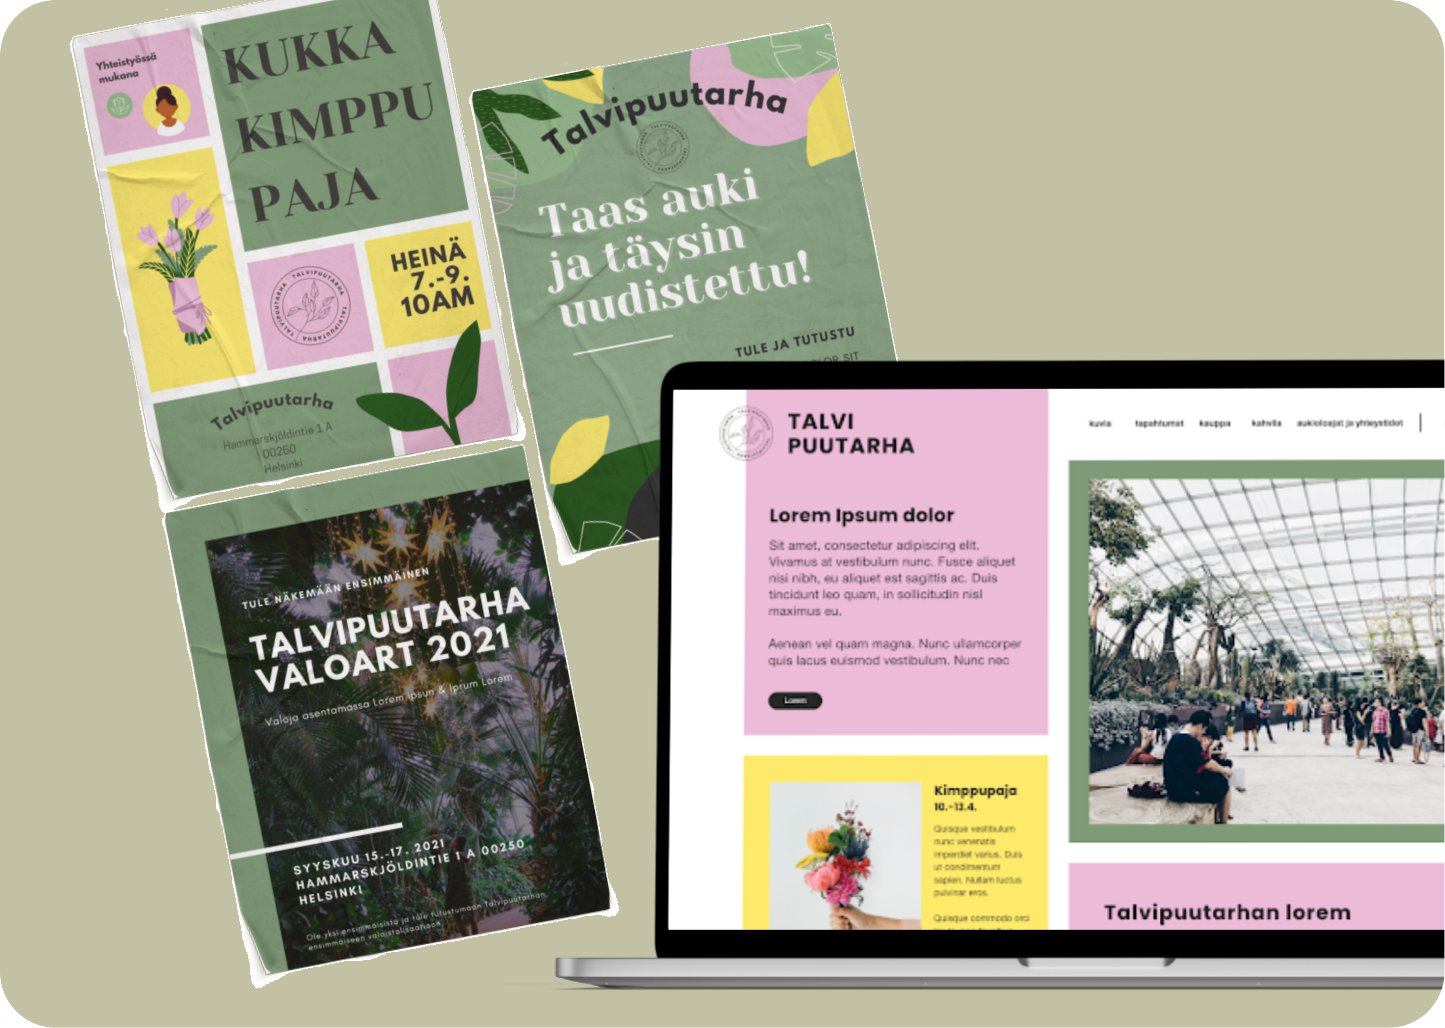 Yhteistyössä
mukana
KUKKA
KIMPPU
PAJA
TALVIPUUTARHA TALVIPUUTARHA TALVIPUUTARHA
HEINÄ
7.-9.
10AM
Talvipuutarha
Hammarskjöldintie 1 A
00250
Helsinki
Talvipuutarha
Taas auki
ja täysin
uudistettu!
TULE JA TUTUSTU
DOLOR SIT
TULE NÄKEMÄÄN ENSIMMÄINEN
TALVIPUUTARHA
VALOART 2021
Valoja asentamassa Lorem Ipsun & Iprum Lorem
SYYSKUU 15.-17. 2021
HAMMARSKJÖLDINTIE 1 A 00250
HELSINKI
Ole yksi ensimmäisistä ja tule tutustumaan Talvipuutarhan
ensimmäiseen valaistalisaatioon
TALVI
PUUTARHA
kuvia tapahtumat kauppa kahvila aukioloajat ja yhteystidot
Lorem Ipsum dolor
Sit amet, consectetur adipiscing elit.
Vivamus at vestibulum nunc. Fusce aliquet
nisi nibh, eu aliquet est sagittis ac. Duis
tincidunt leo quam, in sollicitudin nisl
maximus eu.
Aenean vel quam magna. Nunc ullamcorper
quis lacus euismod vestibulum. Nunc nec
Lorem
Kimppupaja
10.-13.4.
Quisque vestibulum
nunc venenatis
imperdiet varius. Duis
ut condimentum
sapien. Nullam luctus
pulvinar eros.
Quisque commodo orci
Talvipuutarhan lorem